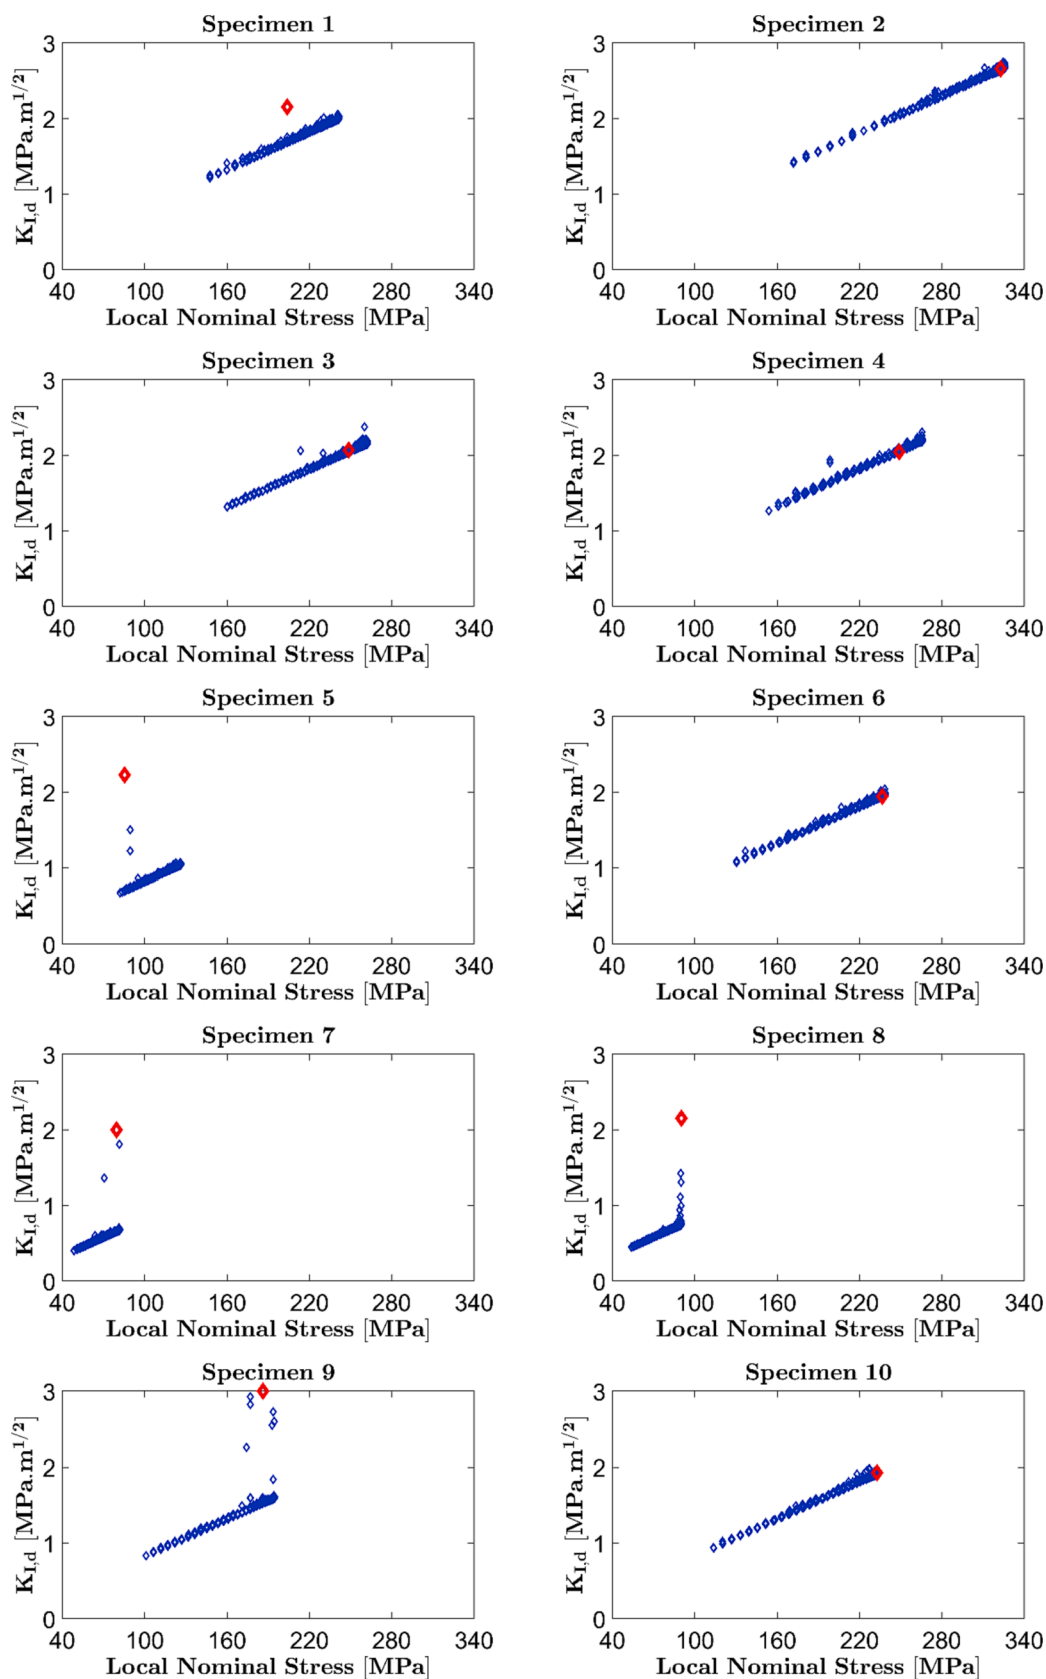 Specimen 1
3
2
1
0
K_{I,d} [MPa.m^{1/2}]
40 100 160 220 280 340
Local Nominal Stress [MPa]
Specimen 2
3
2
1
0
K_{I,d} [MPa.m^{1/2}]
40 100 160 220 280 340
Local Nominal Stress [MPa]
Specimen 3
3
2
1
0
K_{I,d} [MPa.m^{1/2}]
40 100 160 220 280 340
Local Nominal Stress [MPa]
Specimen 4
3
2
1
0
K_{I,d} [MPa.m^{1/2}]
40 100 160 220 280 340
Local Nominal Stress [MPa]
Specimen 5
3
2
1
0
K_{I,d} [MPa.m^{1/2}]
40 100 160 220 280 340
Local Nominal Stress [MPa]
Specimen 6
3
2
1
0
K_{I,d} [MPa.m^{1/2}]
40 100 160 220 280 340
Local Nominal Stress [MPa]
Specimen 7
3
2
1
0
K_{I,d} [MPa.m^{1/2}]
40 100 160 220 280 340
Local Nominal Stress [MPa]
Specimen 8
3
2
1
0
K_{I,d} [MPa.m^{1/2}]
40 100 160 220 280 340
Local Nominal Stress [MPa]
Specimen 9
3
2
1
0
K_{I,d} [MPa.m^{1/2}]
40 100 160 220 280 340
Local Nominal Stress [MPa]
Specimen 10
3
2
1
0
K_{I,d} [MPa.m^{1/2}]
40 100 160 220 280 340
Local Nominal Stress [MPa]